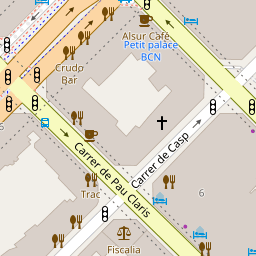 Alsur Café
Petit palace
BCN
Crudo
Bar
Carrer de Casp
Carrer de Pau Claris
Trac
6
Fiscalia